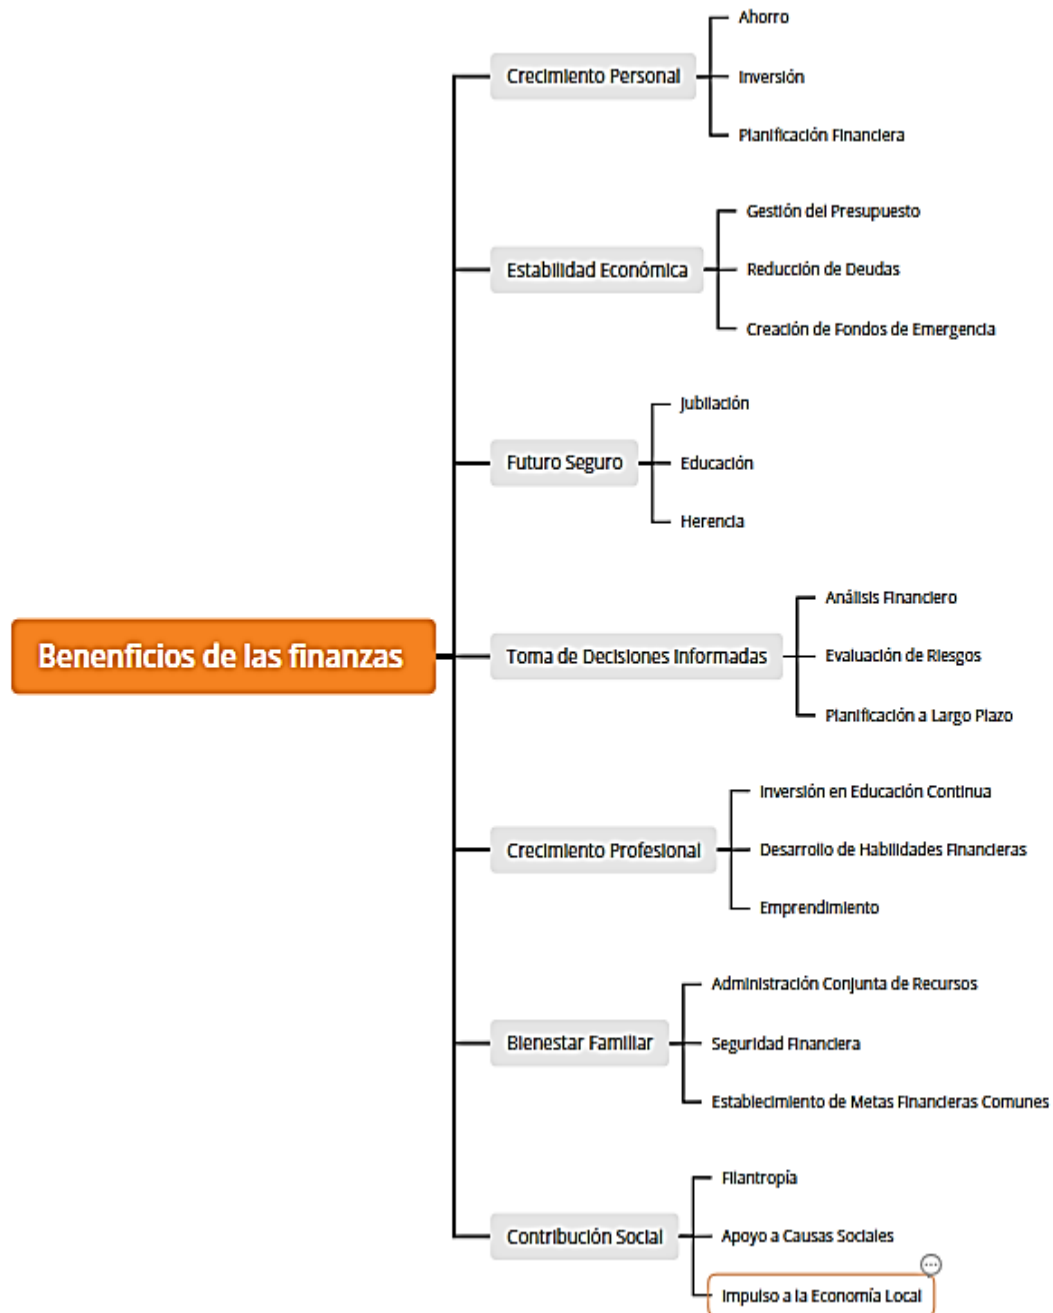 Benenficios de las finanzas
Crecimiento Personal
Ahorro
Inversión
Planificación Financiera
Estabilidad Económica
Gestión del Presupuesto
Reducción de Deudas
Creación de Fondos de Emergencia
Futuro Seguro
Jubilación
Educación
Herencia
Toma de Decisiones Informadas
Análisis Financiero
Evaluación de Riesgos
Planificación a Largo Plazo
Crecimiento Profesional
Inversión en Educación Continua
Desarrollo de Habilidades Financieras
Emprendimiento
Bienestar Familiar
Administración Conjunta de Recursos
Seguridad Financiera
Establecimiento de Metas Financieras Comunes
Contribución Social
Filantropía
Apoyo a Causas Sociales
Impulso a la Economía Local